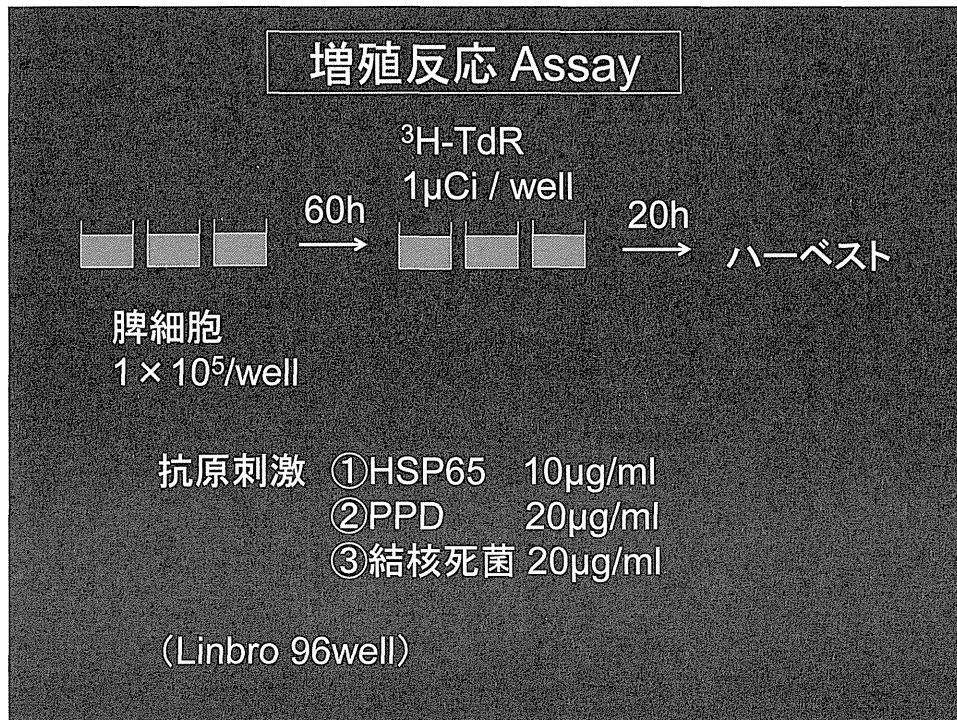 増殖反応 Assay
³H-TdR
1μCi / well
60h
20h
ハーベスト
脾細胞
1×10⁵/well
抗原刺激 ①HSP65 10μg/ml
②PPD 20μg/ml
③結核死菌 20μg/ml
（Linbro 96well）